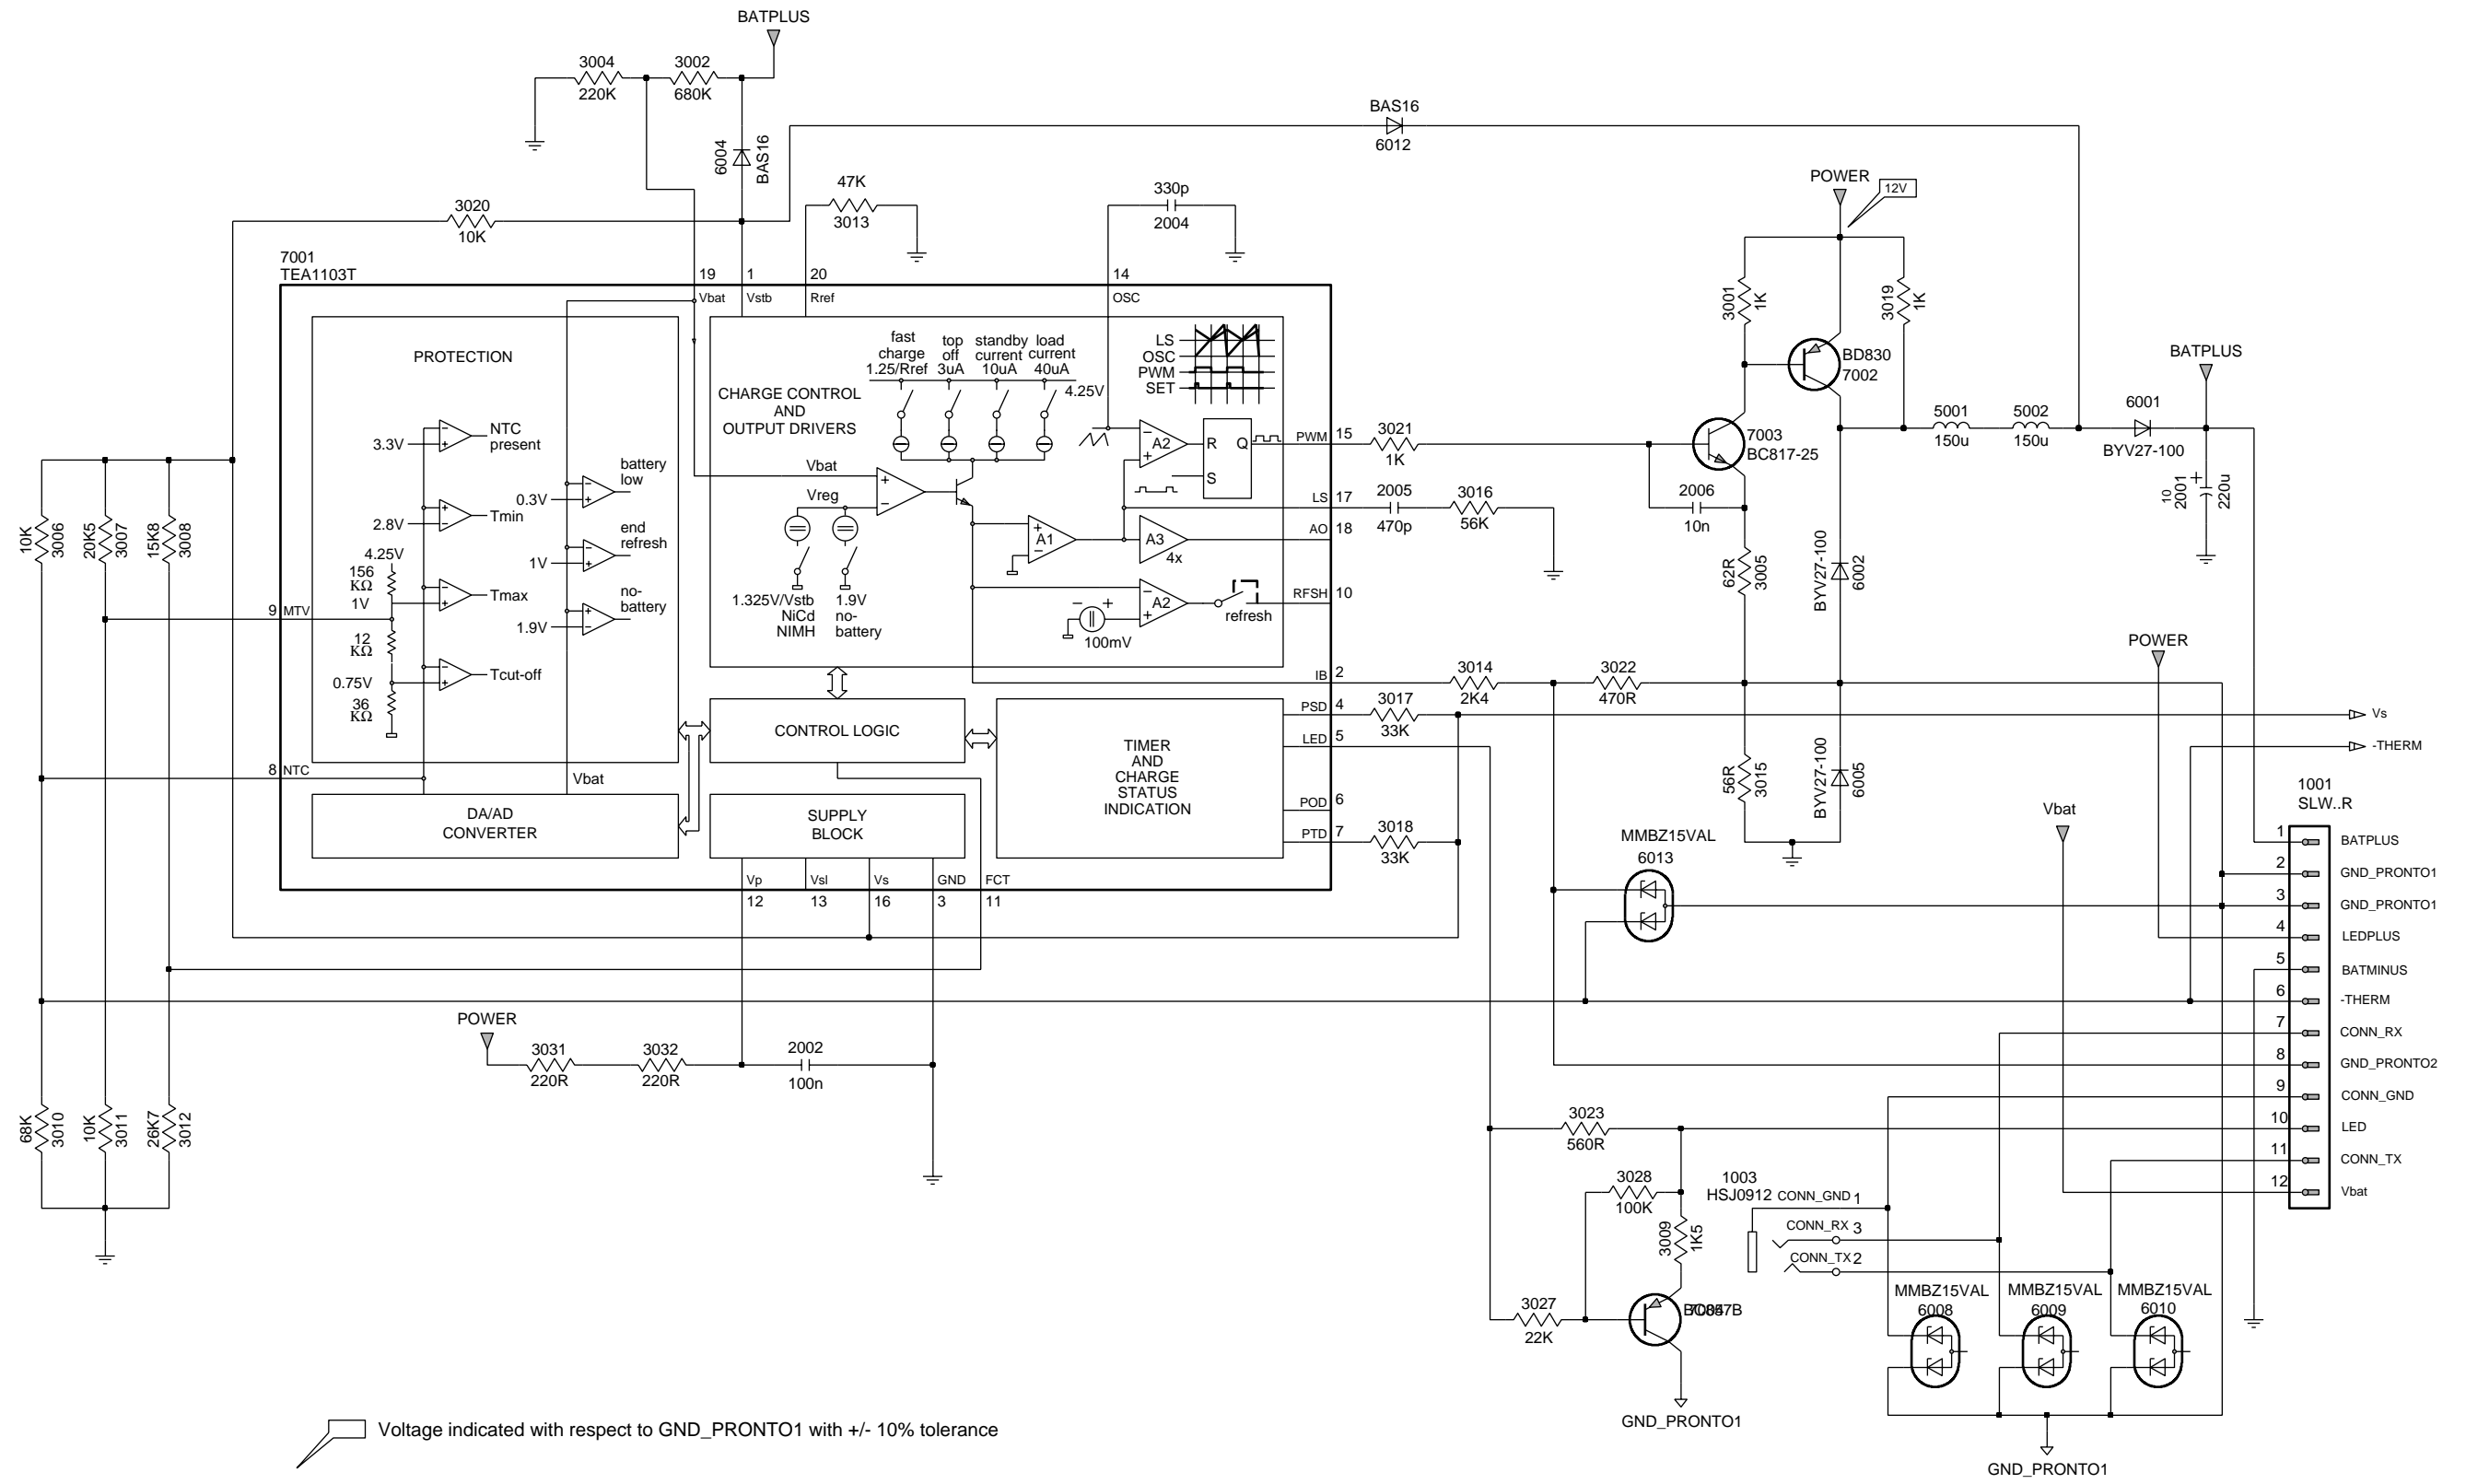 BATPLUS
3004
3002
220K
680K
6004
BAS16
BAS16
6012
3020
10K
47K
3013
330p
2004
POWER
12V
7001
TEA1103T
19
1
20
14
Vbat
Vstb
Rref
OSC
PROTECTION
3.3V
NTC
present
2.8V
Tmin
4.25V
156
KΩ
1V
Tmax
12
KΩ
0.75V
36
KΩ
Tcut-off
battery
low
0.3V
end
refresh
1V
no-
battery
1.9V
9
MTV
8
NTC
Vbat
DA/AD
CONVERTER
CHARGE CONTROL
AND
OUTPUT DRIVERS
fast
charge
1.25/Rref
top
off
3uA
standby
current
10uA
load
current
40uA
4.25V
LS
OSC
PWM
SET
Vbat
Vreg
1.325V/Vstb
NiCd
NIMH
1.9V
no-
battery
A1
A2
A3
4x
A2
100mV
refresh
R
S
Q
PWM
15
LS
17
AO
18
RFSH
10
IB
2
PSD
4
LED
5
POD
6
PTD
7
CONTROL LOGIC
SUPPLY
BLOCK
TIMER
AND
CHARGE
STATUS
INDICATION
Vp
Vsl
Vs
GND
FCT
12
13
16
3
11
10K
3006
20K5
3007
15K8
3008
68K
3010
10K
3011
26K7
3012
POWER
3031
220R
3032
220R
2002
100n
3021
1K
2005
470p
3016
56K
3014
2K4
3022
470R
3017
33K
3018
33K
3001
1K
3019
1K
BD830
7002
7003
BC817-25
2006
10n
62R
3005
BYV27-100
6002
56R
3015
BYV27-100
6005
5001
150u
5002
150u
6001
BYV27-100
BATPLUS
10
2001
220u
POWER
Vs
-THERM
MMBZ15VAL
6013
Vbat
1001
SLW..R
1
BATPLUS
2
GND_PRONTO1
3
GND_PRONTO1
4
LEDPLUS
5
BATMINUS
6
-THERM
7
CONN_RX
8
GND_PRONTO2
9
CONN_GND
10
LED
11
CONN_TX
12
Vbat
3023
560R
3028
100K
3009
1K5
3027
22K
GND_PRONTO1
1003
HSJ0912
CONN_GND
1
CONN_RX
3
CONN_TX
2
MMBZ15VAL
6008
MMBZ15VAL
6009
MMBZ15VAL
6010
GND_PRONTO1
Voltage indicated with respect to GND_PRONTO1 with +/- 10% tolerance